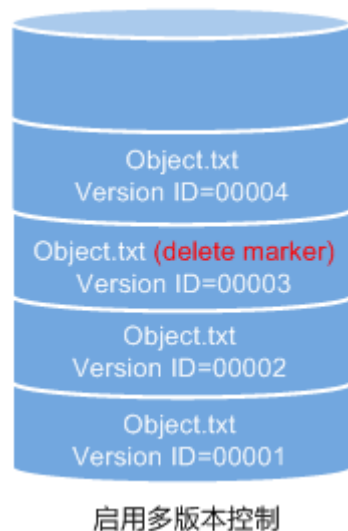 Object.txt
Version ID=00004
Object.txt (delete marker)
Version ID=00003
Object.txt
Version ID=00002
Object.txt
Version ID=00001
启用多版本控制